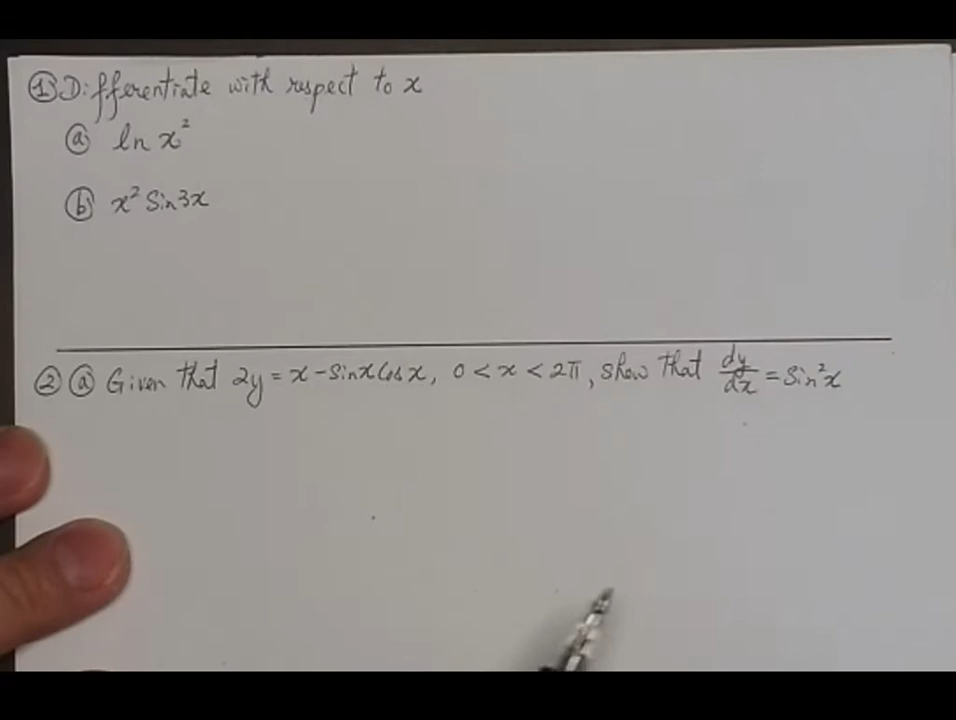 ① Differentiate with respect to x
ⓐ ln x²
ⓑ x² Sin3x
② ⓐ Given that 2y = x - sinx Cos x, 0 < x < 2π, show that dy/dx = Sin²x